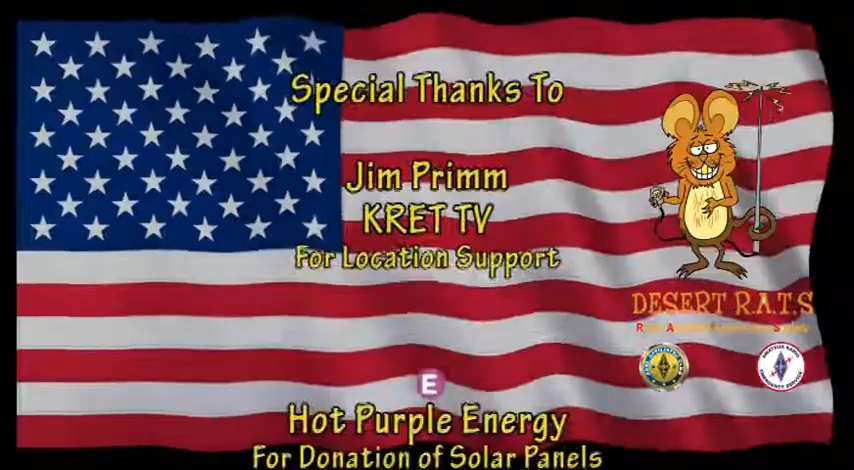 Special Thanks To
Jim Primm
KRET TV
For Location Support
DESERT R.A.T.S
E
Hot Purple Energy
For Donation of Solar Panels